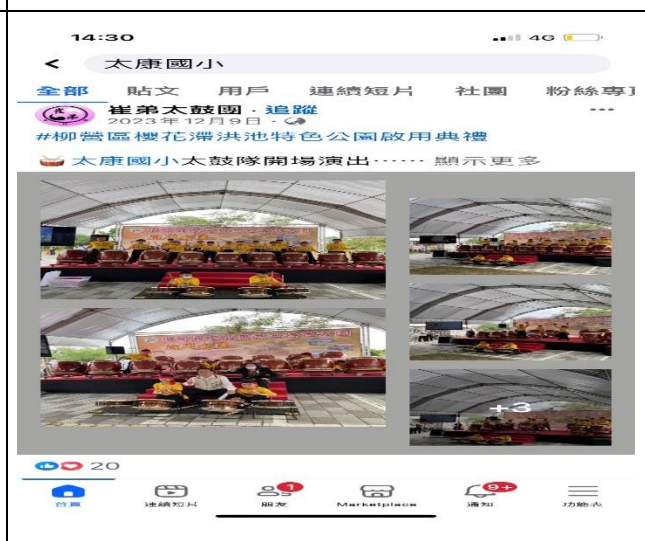 14:30 4G
太康國小
全部 貼文 用戶 連續短片 社團 粉絲專頁
崔弟太鼓團 · 追蹤
2023年12月9日
#柳營區櫻花滯洪池特色公園啟用典禮
太康國小太鼓隊開場演出…… 顯示更多
+3
20
1 9+
首頁 連續短片 朋友 Marketplace 通知 功能表